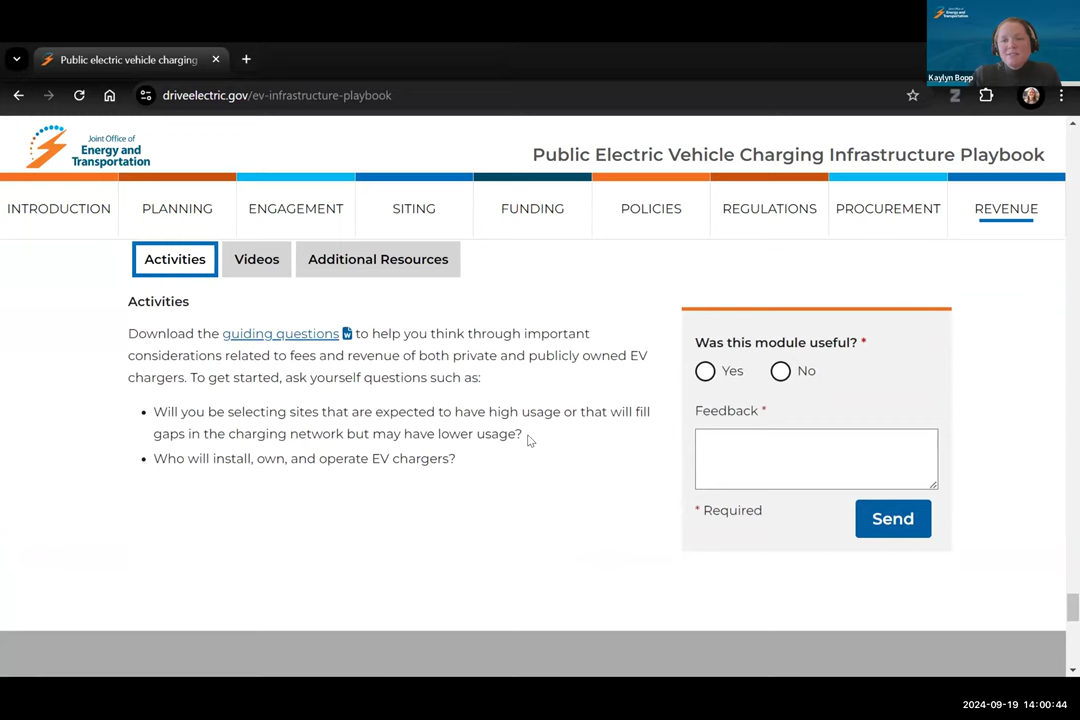 Joint Office of
Energy and
Transportation
Kaylyn Bopp
Public electric vehicle charging
driveelectric.gov/ev-infrastructure-playbook
Joint Office of
Energy and
Transportation
Public Electric Vehicle Charging Infrastructure Playbook
INTRODUCTION PLANNING ENGAGEMENT SITING FUNDING POLICIES REGULATIONS PROCUREMENT REVENUE
Activities Videos Additional Resources
Activities
Download the guiding questions to help you think through important
considerations related to fees and revenue of both private and publicly owned EV
chargers. To get started, ask yourself questions such as:
• Will you be selecting sites that are expected to have high usage or that will fill
gaps in the charging network but may have lower usage?
• Who will install, own, and operate EV chargers?
Was this module useful? *
Yes No
Feedback *
* Required
Send
2024-09-19 14:00:44